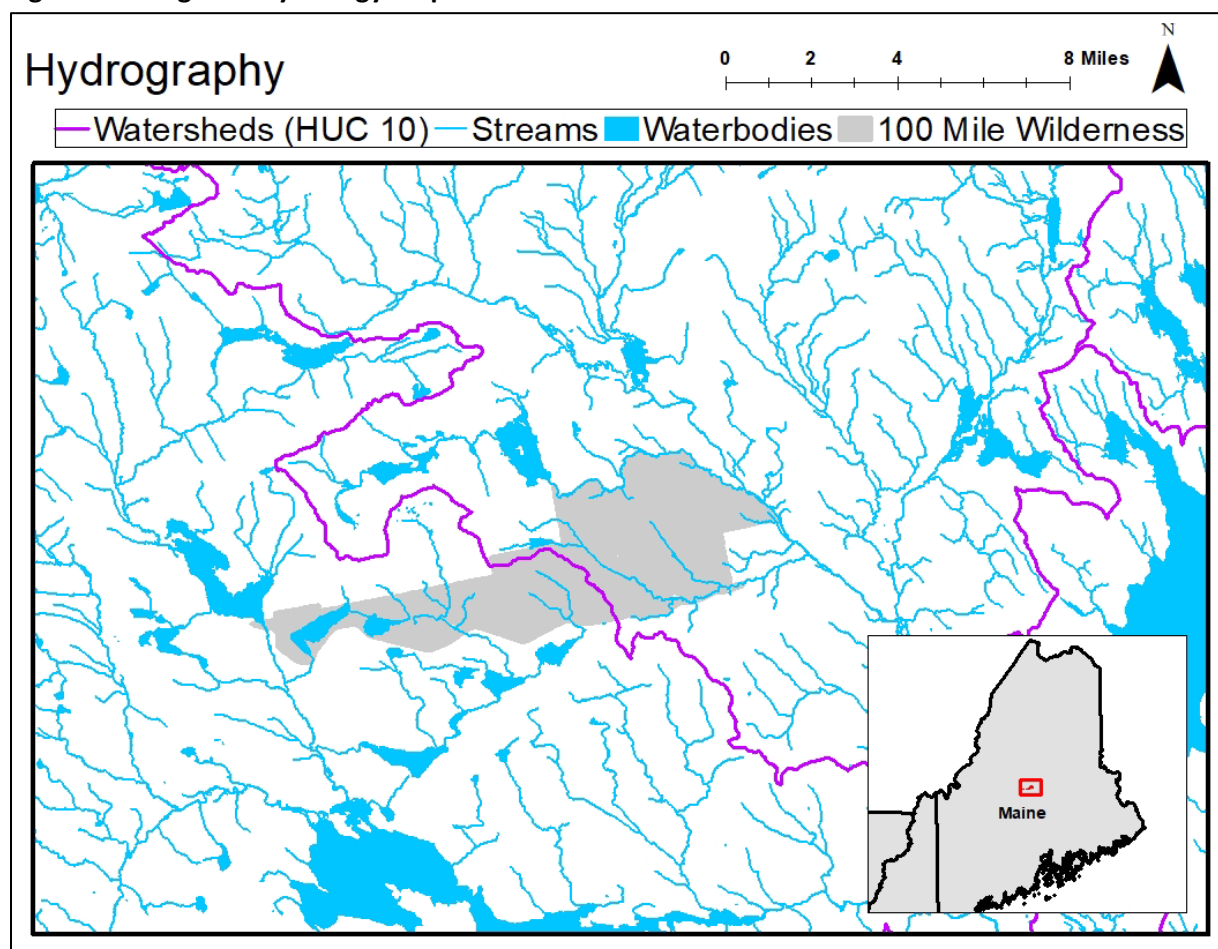 N
0 2 4 8 Miles
Hydrography
Watersheds (HUC 10) Streams Waterbodies 100 Mile Wilderness
Maine